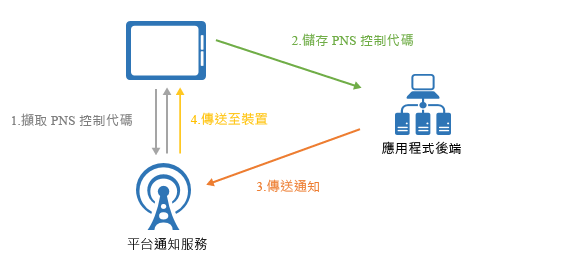 2.儲存 PNS 控制代碼
1.擷取 PNS 控制代碼
4.傳送至裝置
應用程式後端
3.傳送通知
平台通知服務